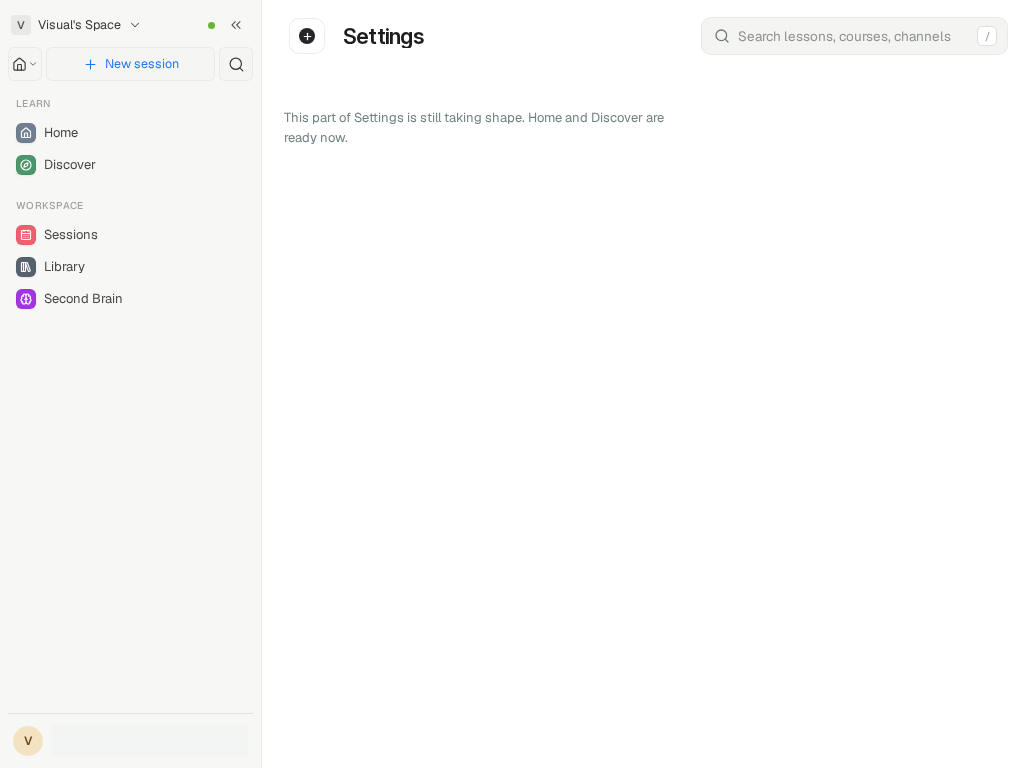 V Visual's Space
New session
LEARN
Home
Discover
WORKSPACE
Sessions
Library
Second Brain
V
Settings
Search lessons, courses, channels /
This part of Settings is still taking shape. Home and Discover are
ready now.